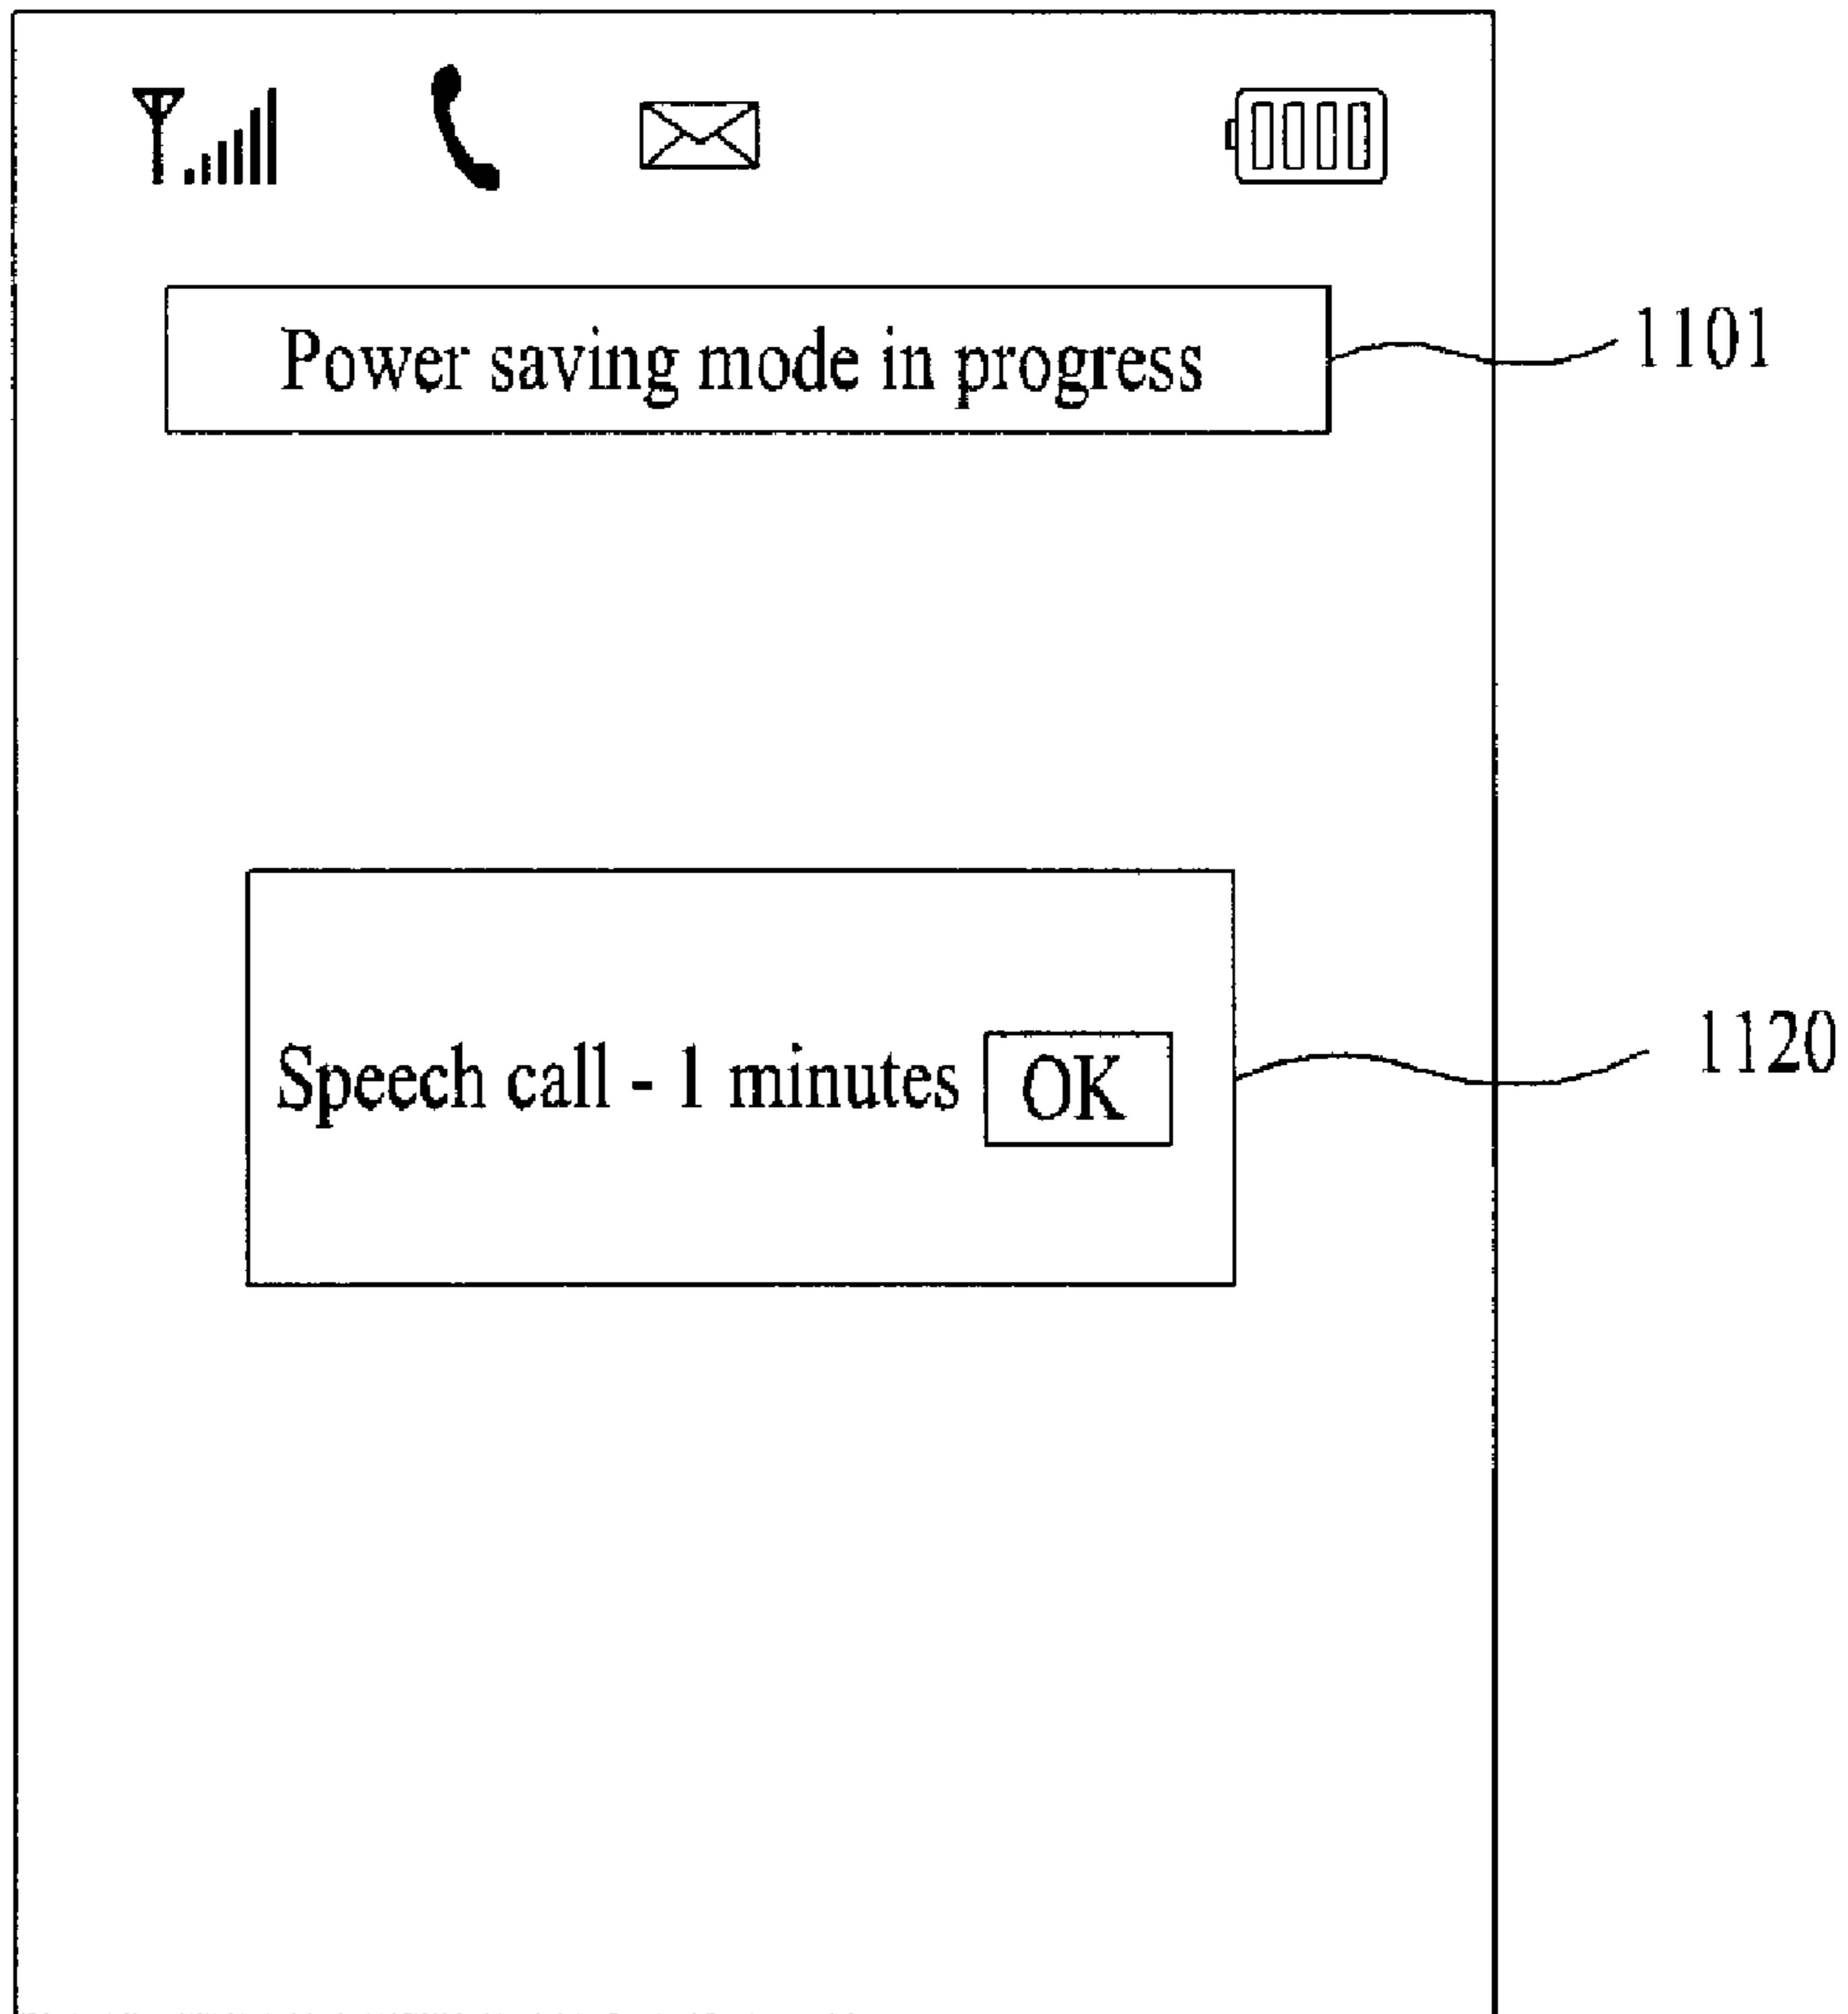 Power saving mode in progress
1101
Speech call - 1 minutes OK
1120